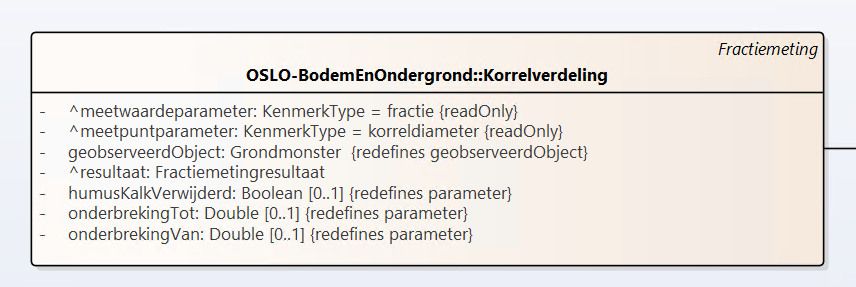 Fractiemeting
OSLO-BodemEnOndergrond::Korrelverdeling
- ^meetwaardeparameter: KenmerkType = fractie {readOnly}
- ^meetpuntparameter: KenmerkType = korreldiameter {readOnly}
- geobserveerdObject: Grondmonster {redefines geobserveerdObject}
- ^resultaat: Fractiemetingresultaat
- humusKalkVerwijderd: Boolean [0..1] {redefines parameter}
- onderbrekingTot: Double [0..1] {redefines parameter}
- onderbrekingVan: Double [0..1] {redefines parameter}